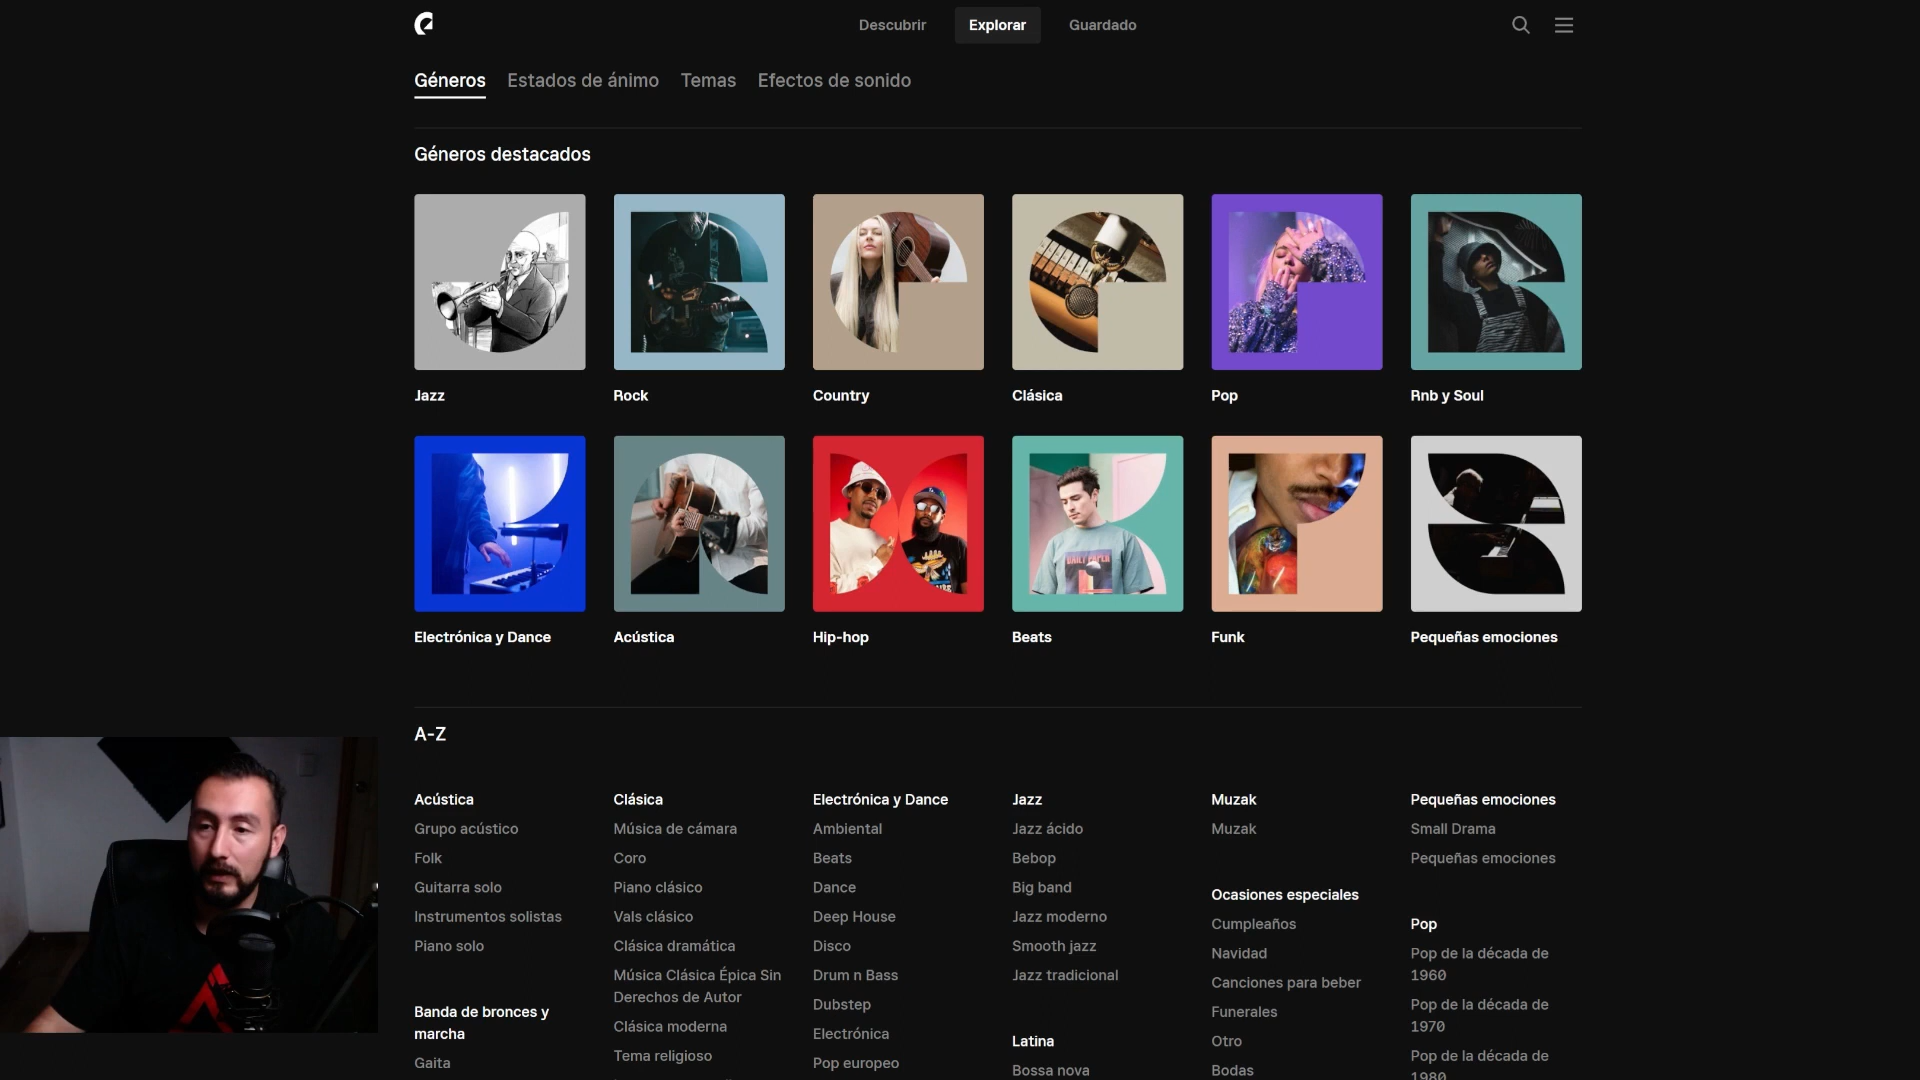 Descubrir
Explorar
Guardado
Géneros
Estados de ánimo
Temas
Efectos de sonido
Géneros destacados
Jazz
Rock
Country
Clásica
Pop
Rnb y Soul
Electrónica y Dance
Acústica
Hip-hop
Beats
Funk
Pequeñas emociones
A-Z
Acústica
Grupo acústico
Folk
Guitarra solo
Instrumentos solistas
Piano solo
Banda de bronces y
marcha
Gaita
Clásica
Música de cámara
Coro
Piano clásico
Vals clásico
Clásica dramática
Música Clásica Épica Sin
Derechos de Autor
Clásica moderna
Tema religioso
Electrónica y Dance
Ambiental
Beats
Dance
Deep House
Disco
Drum n Bass
Dubstep
Electrónica
Pop europeo
Jazz
Jazz ácido
Bebop
Big band
Jazz moderno
Smooth jazz
Jazz tradicional
Latina
Bossa nova
Muzak
Muzak
Ocasiones especiales
Cumpleaños
Navidad
Canciones para beber
Funerales
Otro
Bodas
Pequeñas emociones
Small Drama
Pequeñas emociones
Pop
Pop de la década de
1960
Pop de la década de
1970
Pop de la década de
1980